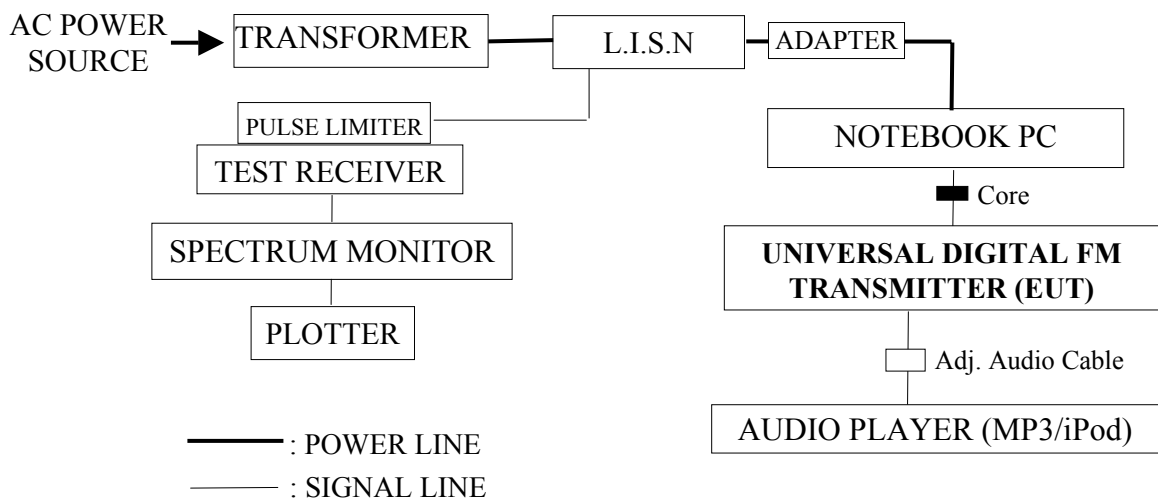 AC POWER
SOURCE
TRANSFORMER
L.I.S.N
ADAPTER
PULSE LIMITER
TEST RECEIVER
SPECTRUM MONITOR
PLOTTER
NOTEBOOK PC
Core
UNIVERSAL DIGITAL FM
TRANSMITTER (EUT)
Adj. Audio Cable
AUDIO PLAYER (MP3/iPod)
: POWER LINE
: SIGNAL LINE